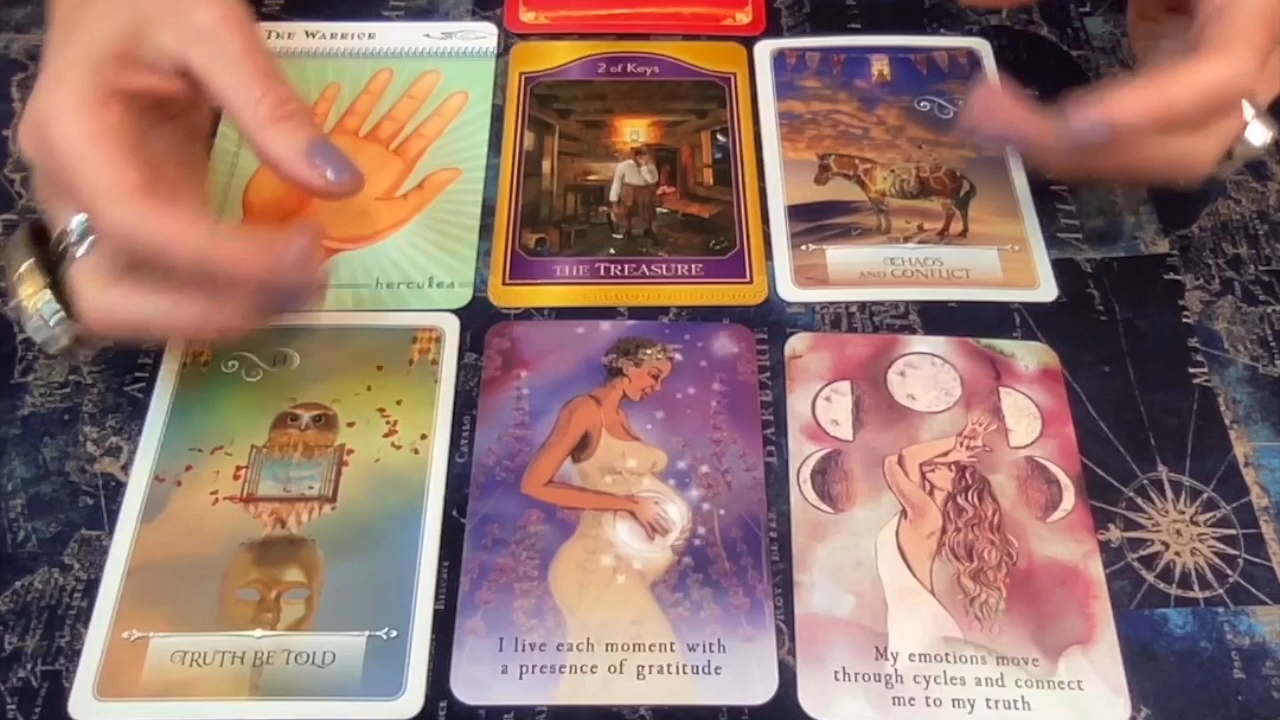 THE WARRIOR
hercules
2 of Keys
THE TREASURE
CHAOS
AND CONFLICT
TRUTH BE TOLD
I live each moment with
a presence of gratitude
My emotions move
through cycles and connect
me to my truth
BARBARIE